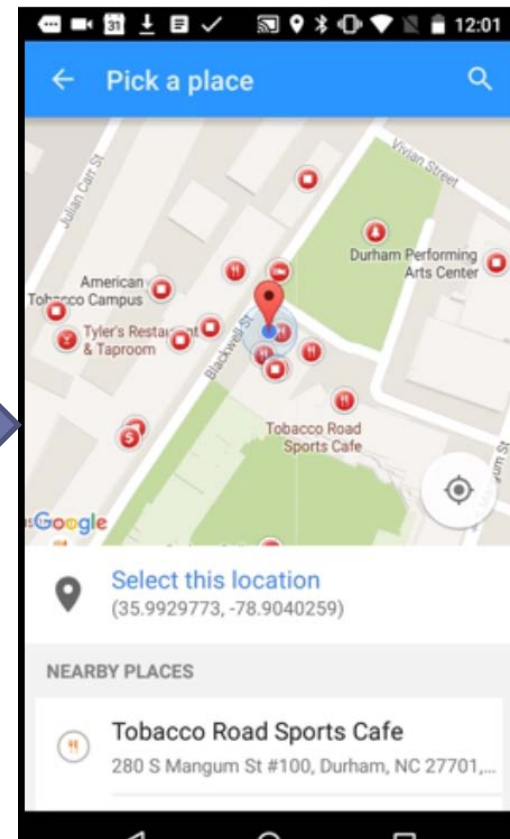 31
12:01
Pick a place
Vivian Street
Julian Carr St
Durham Performing
Arts Center
American
Tobacco Campus
Tyler's Restaurant
& Taproom
Blackwell St
Tobacco Road
Sports Cafe
Google
Select this location
(35.9929773, -78.9040259)
NEARBY PLACES
Tobacco Road Sports Cafe
280 S Mangum St #100, Durham, NC 27701,...